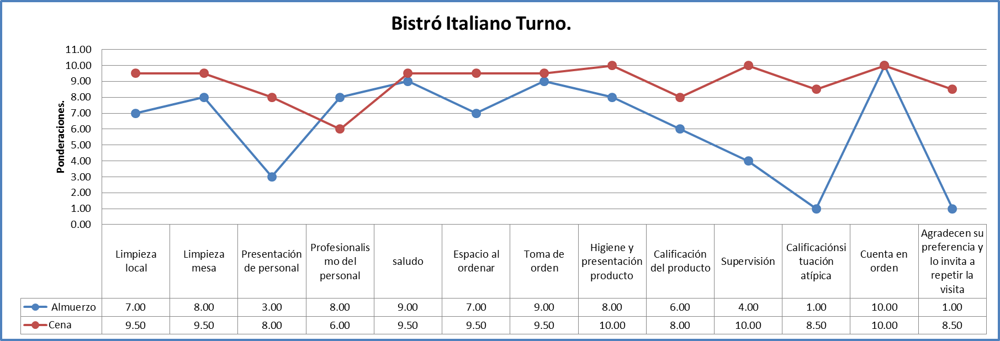 Bistró Italiano Turno.
Ponderaciones.
11.00
10.00
9.00
8.00
7.00
6.00
5.00
4.00
3.00
2.00
1.00
0.00
Limpieza
local
Limpieza
mesa
Presentación
de personal
Profesionalis
mo del
personal
saludo
Espacio al
ordenar
Toma de
orden
Higiene y
presentación
producto
Calificación
del producto
Supervisión
Calificaciónsi
tuación
atípica
Cuenta en
orden
Agradecen su
preferencia y
lo invita a
repetir la
visita
Almuerzo 7.00 8.00 3.00 8.00 9.00 7.00 9.00 8.00 6.00 4.00 1.00 10.00 1.00
Cena 9.50 9.50 8.00 6.00 9.50 9.50 9.50 10.00 8.00 10.00 8.50 10.00 8.50